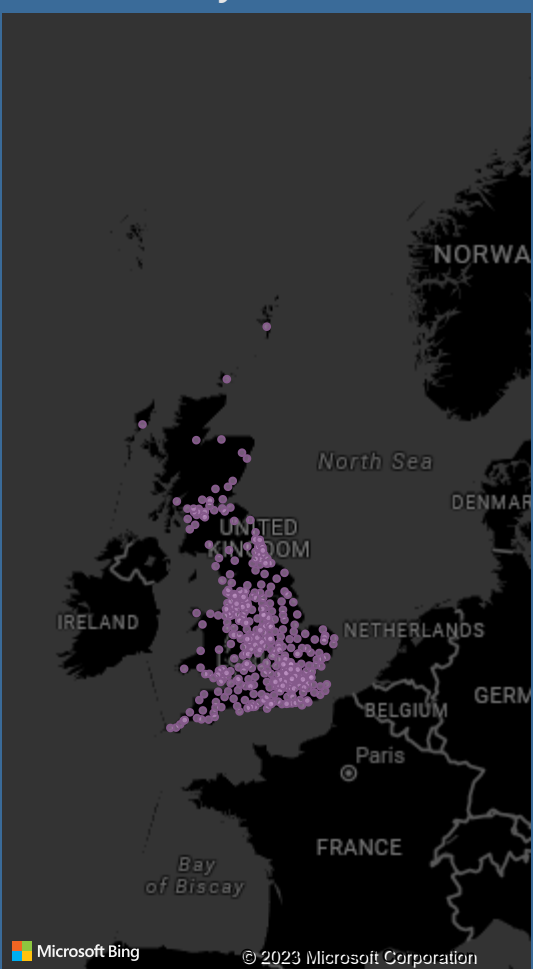 NORWA
North Sea
DENMAR
UNITED
KINGDOM
IRELAND
NETHERLANDS
GERM
BELGIUM
Paris
FRANCE
Bay
of Biscay
Microsoft Bing
© 2023 Microsoit Corporation